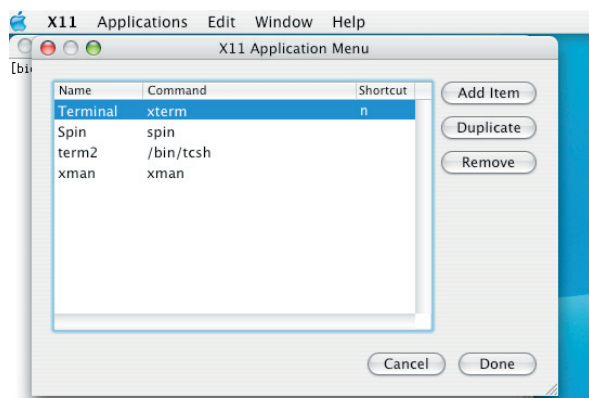 X11 Applications Edit Window Help
X11 Application Menu
[bi
Name Command Shortcut
Terminal xterm n
Spin spin
term2 /bin/tcsh
xman xman
Add Item
Duplicate
Remove
Cancel Done